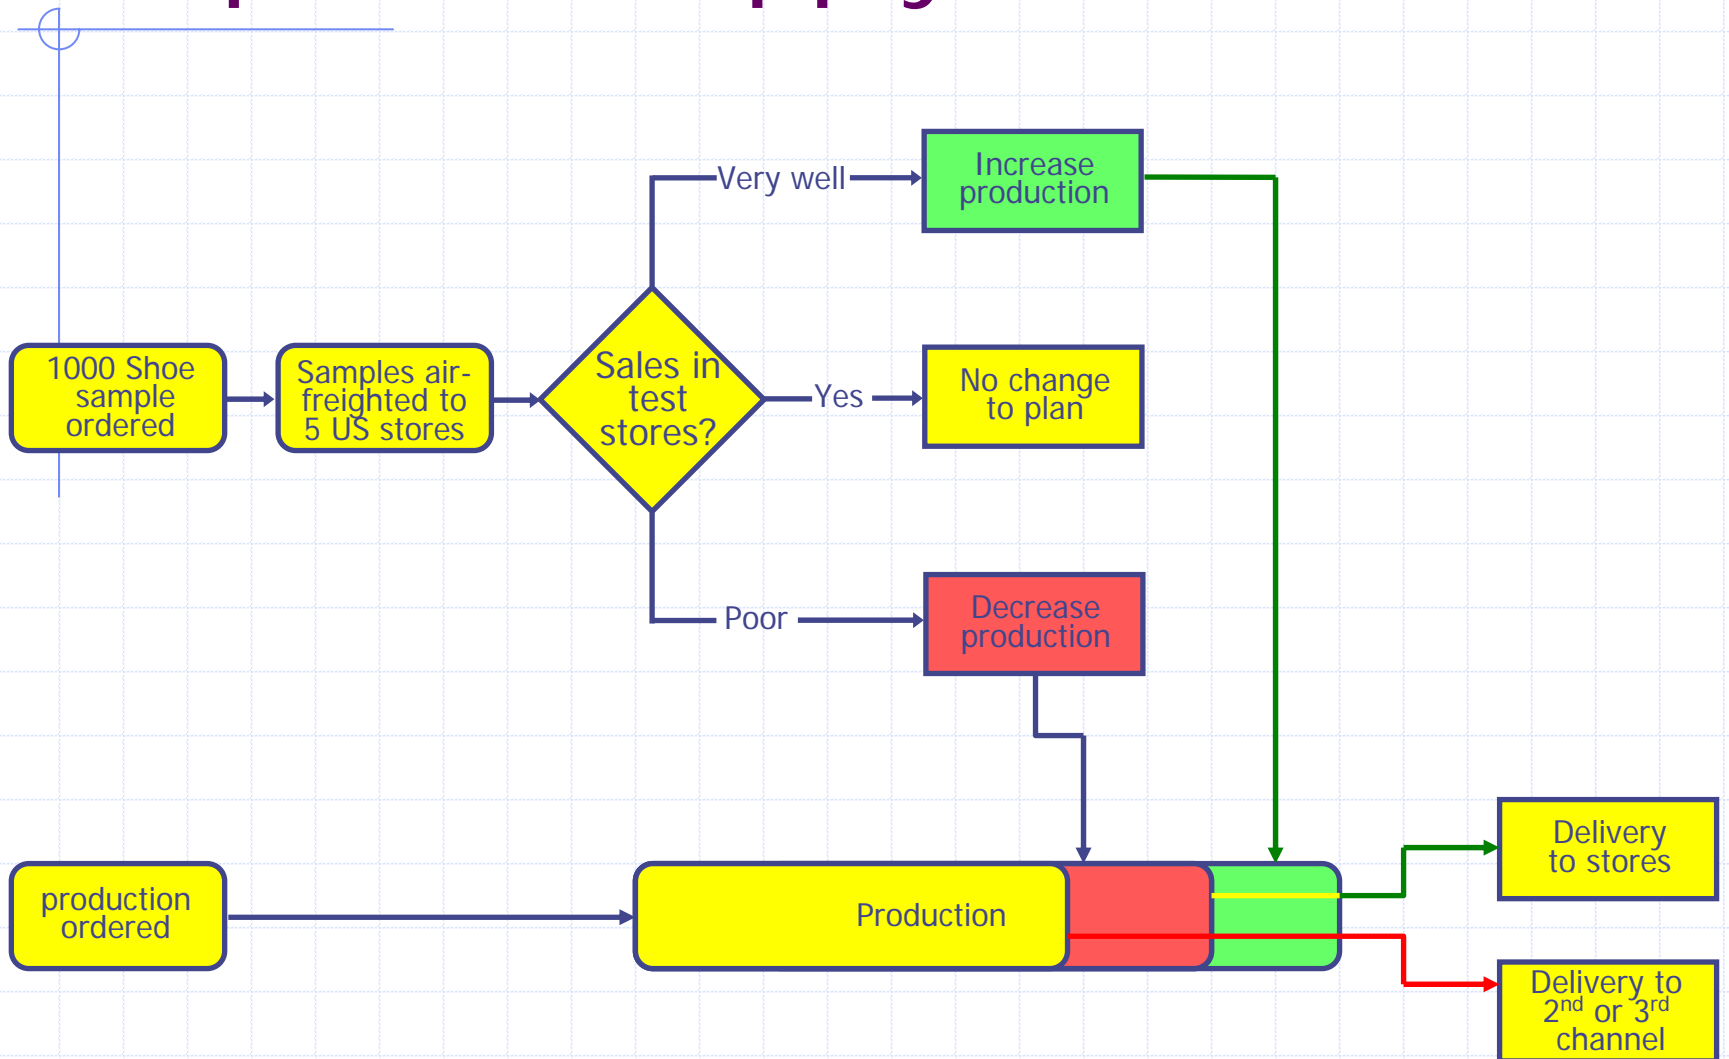 Very well
Increase
production
1000 Shoe
sample
ordered
Samples air-
freighted to
5 US stores
Sales in
test
stores?
Yes
No change
to plan
Poor
Decrease
production
production
ordered
Production
Delivery
to stores
Delivery to
2nd or 3rd
channel